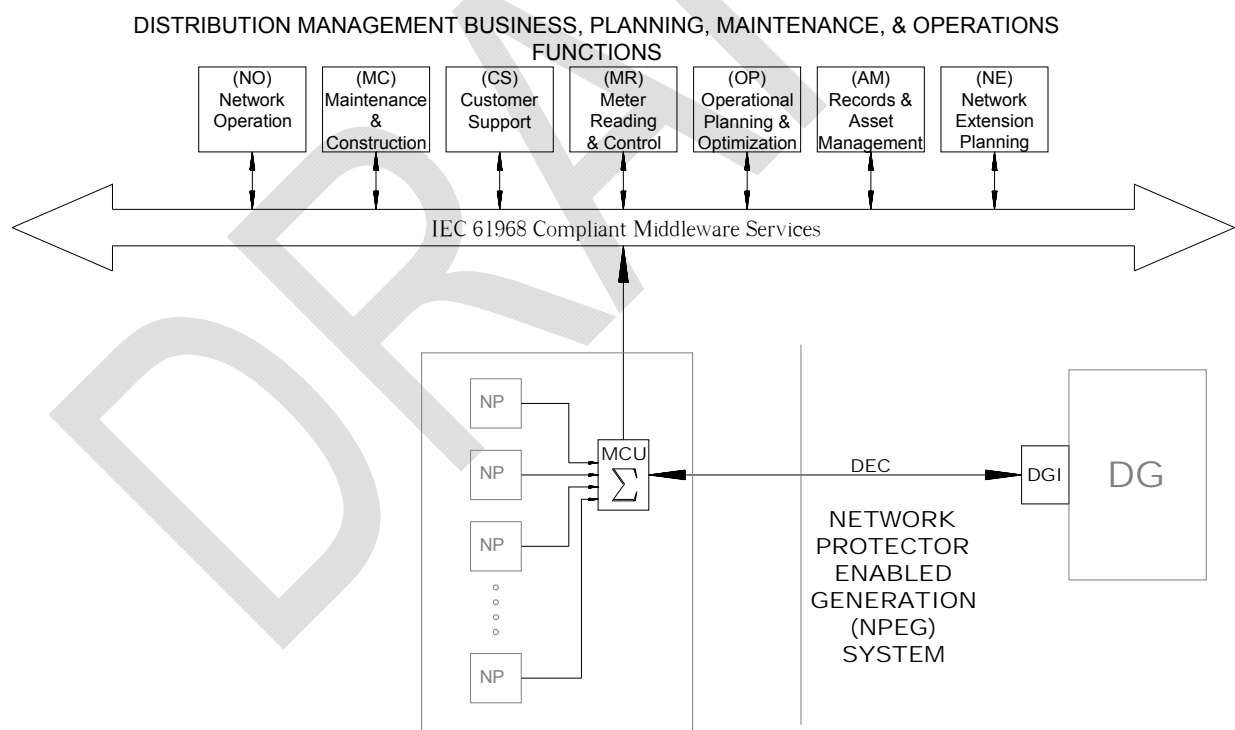 DISTRIBUTION MANAGEMENT BUSINESS, PLANNING, MAINTENANCE, & OPERATIONS
FUNCTIONS
(NO)
Network
Operation
(MC)
Maintenance
&
Construction
(CS)
Customer
Support
(MR)
Meter
Reading
& Control
(OP)
Operational
Planning &
Optimization
(AM)
Records &
Asset
Management
(NE)
Network
Extension
Planning
IEC 61968 Compliant Middleware Services
NP
NP
NP
NP
MCU
Σ
DEC
DGI
DG
NETWORK
PROTECTOR
ENABLED
GENERATION
(NPEG)
SYSTEM
DRAF